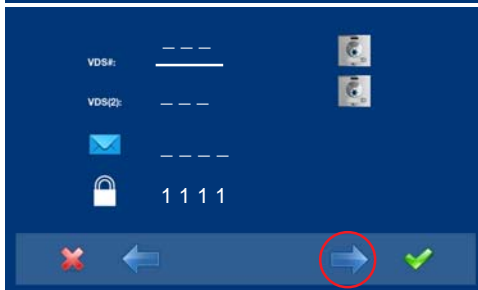 VDS#: _ _ _
VDS(2): _ _ _
_ _ _ _
1 1 1 1